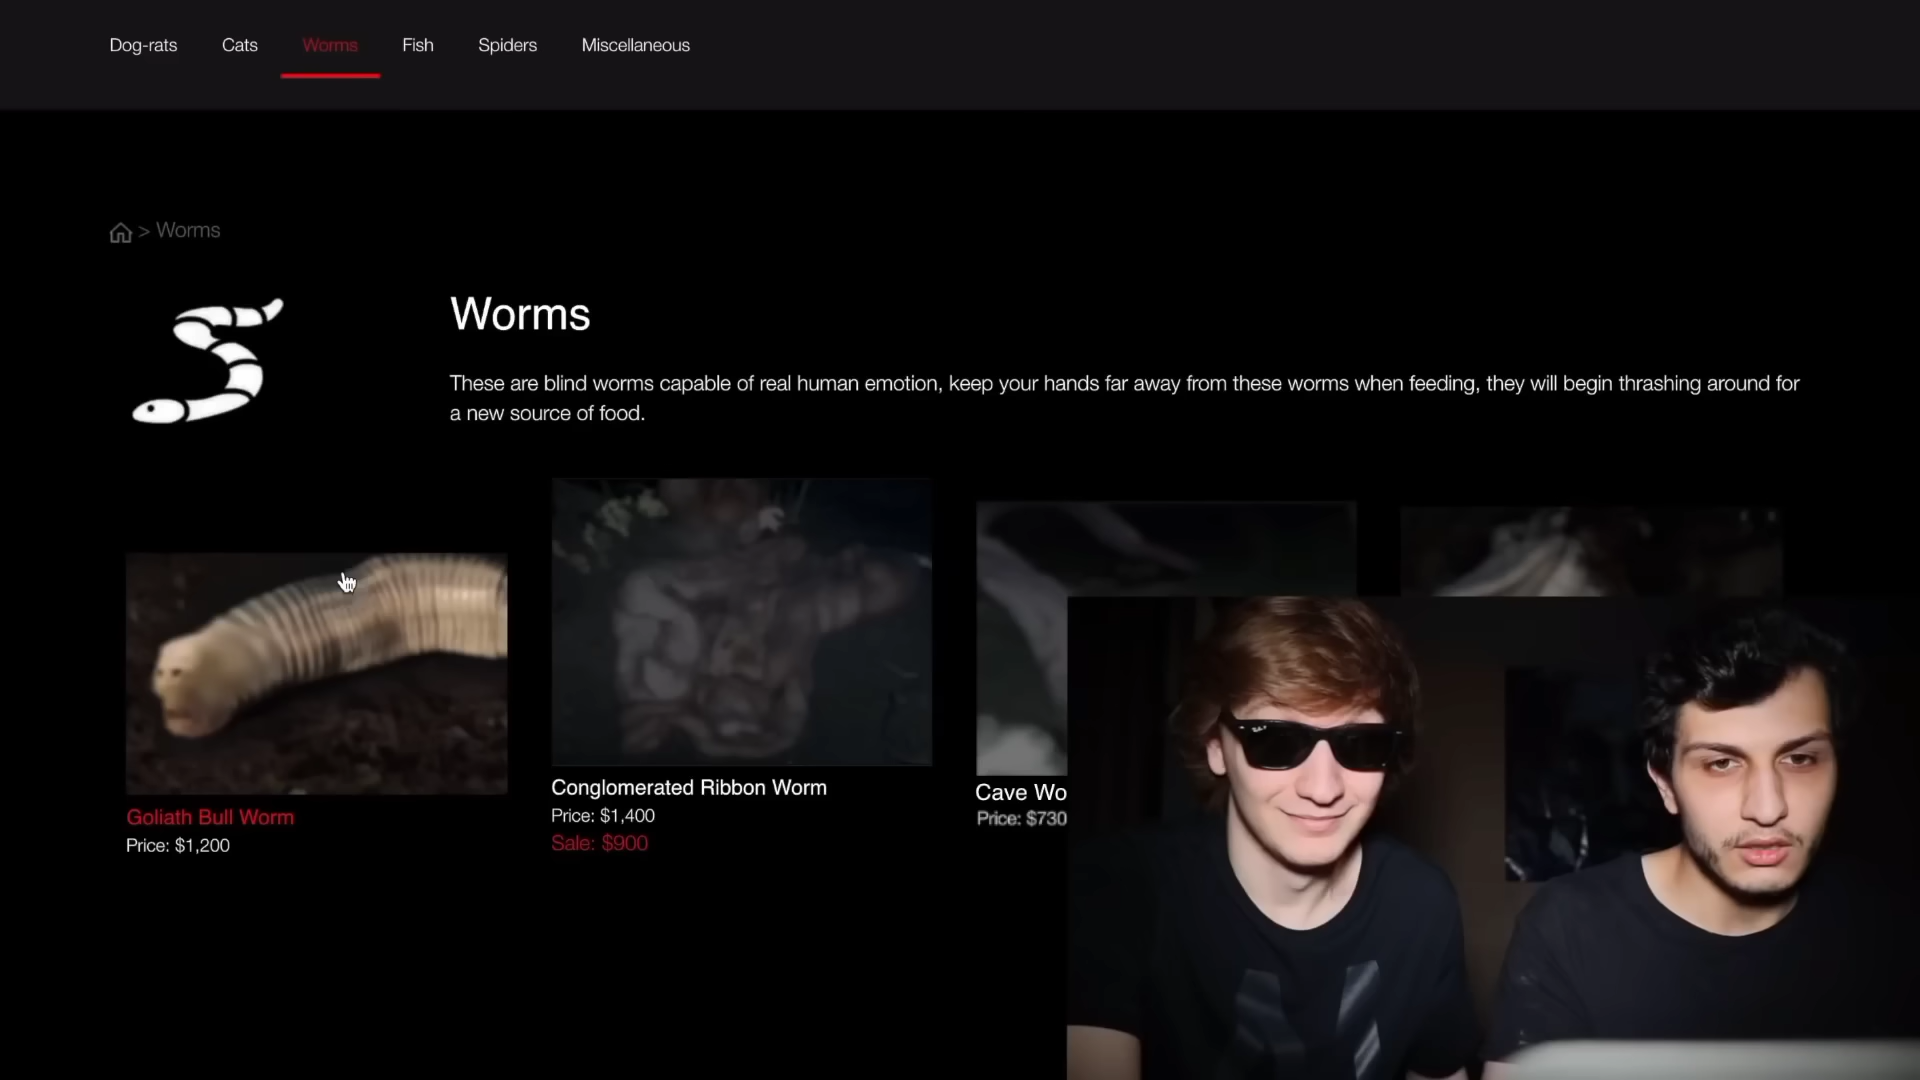 Dog-rats Cats Worms Fish Spiders Miscellaneous
> Worms
Worms
These are blind worms capable of real human emotion, keep your hands far away from these worms when feeding, they will begin thrashing around for
a new source of food.
Goliath Bull Worm
Price: $1,200
Conglomerated Ribbon Worm
Price: $1,400
Sale: $900
Cave Wo
Price: $730